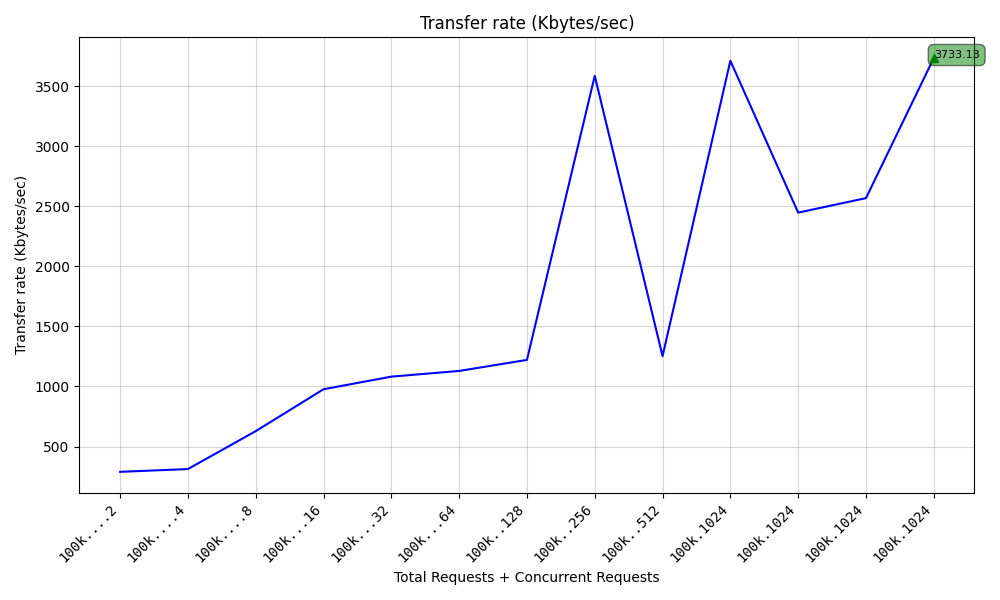 Transfer rate (Kbytes/sec)
3733.13
Transfer rate (Kbytes/sec)
3500
3000
2500
2000
1500
1000
500
100k....2
100k....4
100k....8
100k...16
100k...32
100k...64
100k..128
100k..256
100k..512
100k.1024
100k.1024
100k.1024
100k.1024
Total Requests + Concurrent Requests